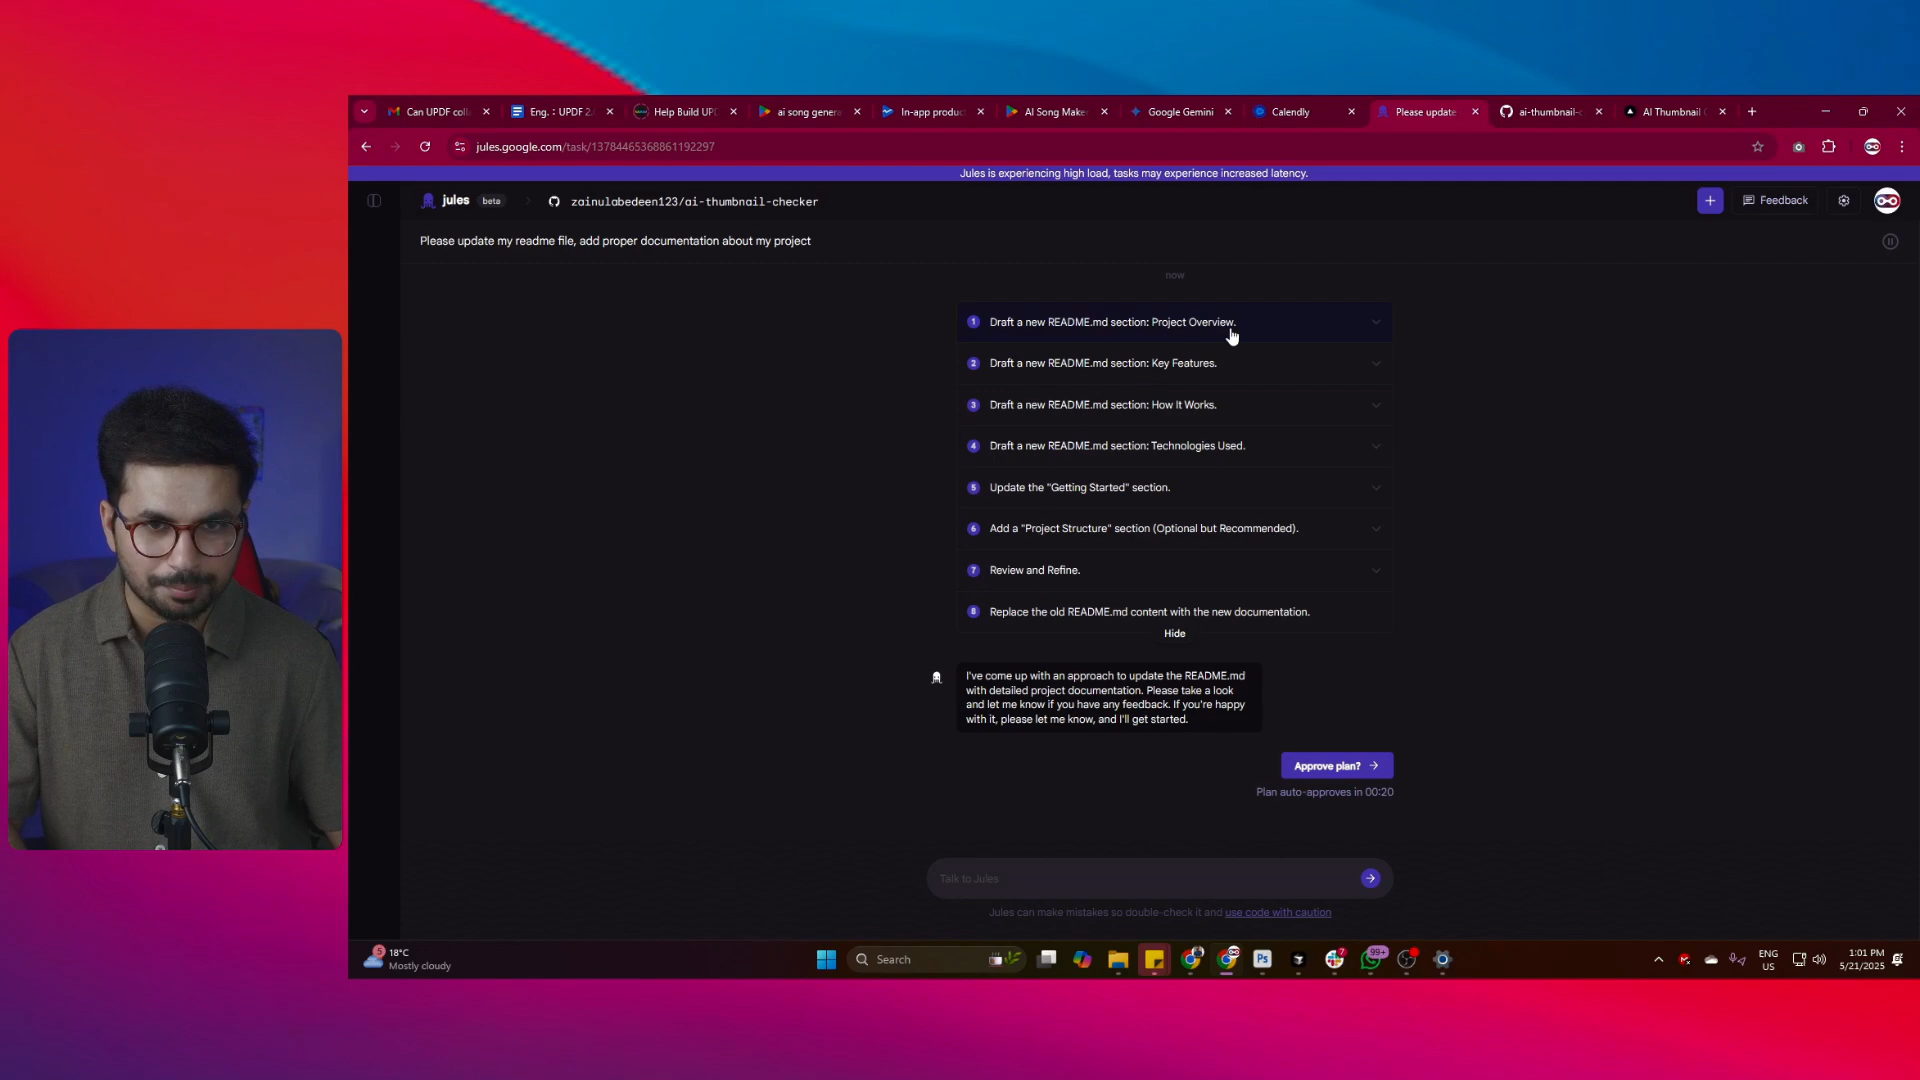 Can UPDF coll
Eng. : UPDF 2.
Help Build UPD
ai song genera
In-app produc
AI Song Make
Google Gemini
Calendly
Please update
ai-thumbnail-c
AI Thumbnail
jules.google.com/task/13784465368861192297
Jules is experiencing high load, tasks may experience increased latency.
jules beta zainulabedeen123/ai-thumbnail-checker
Feedback
Please update my readme file, add proper documentation about my project
now
1 Draft a new README.md section: Project Overview.
2 Draft a new README.md section: Key Features.
3 Draft a new README.md section: How It Works.
4 Draft a new README.md section: Technologies Used.
5 Update the "Getting Started" section.
6 Add a "Project Structure" section (Optional but Recommended).
7 Review and Refine.
8 Replace the old README.md content with the new documentation.
Hide
I've come up with an approach to update the README.md
with detailed project documentation. Please take a look
and let me know if you have any feedback. If you're happy
with it, please let me know, and I'll get started.
Approve plan?
Plan auto-approves in 00:20
Talk to Jules
Jules can make mistakes so double-check it and use code with caution
5
18°C
Mostly cloudy
Search
Ps
7
99+
ENG
US
1:01 PM
5/21/2025